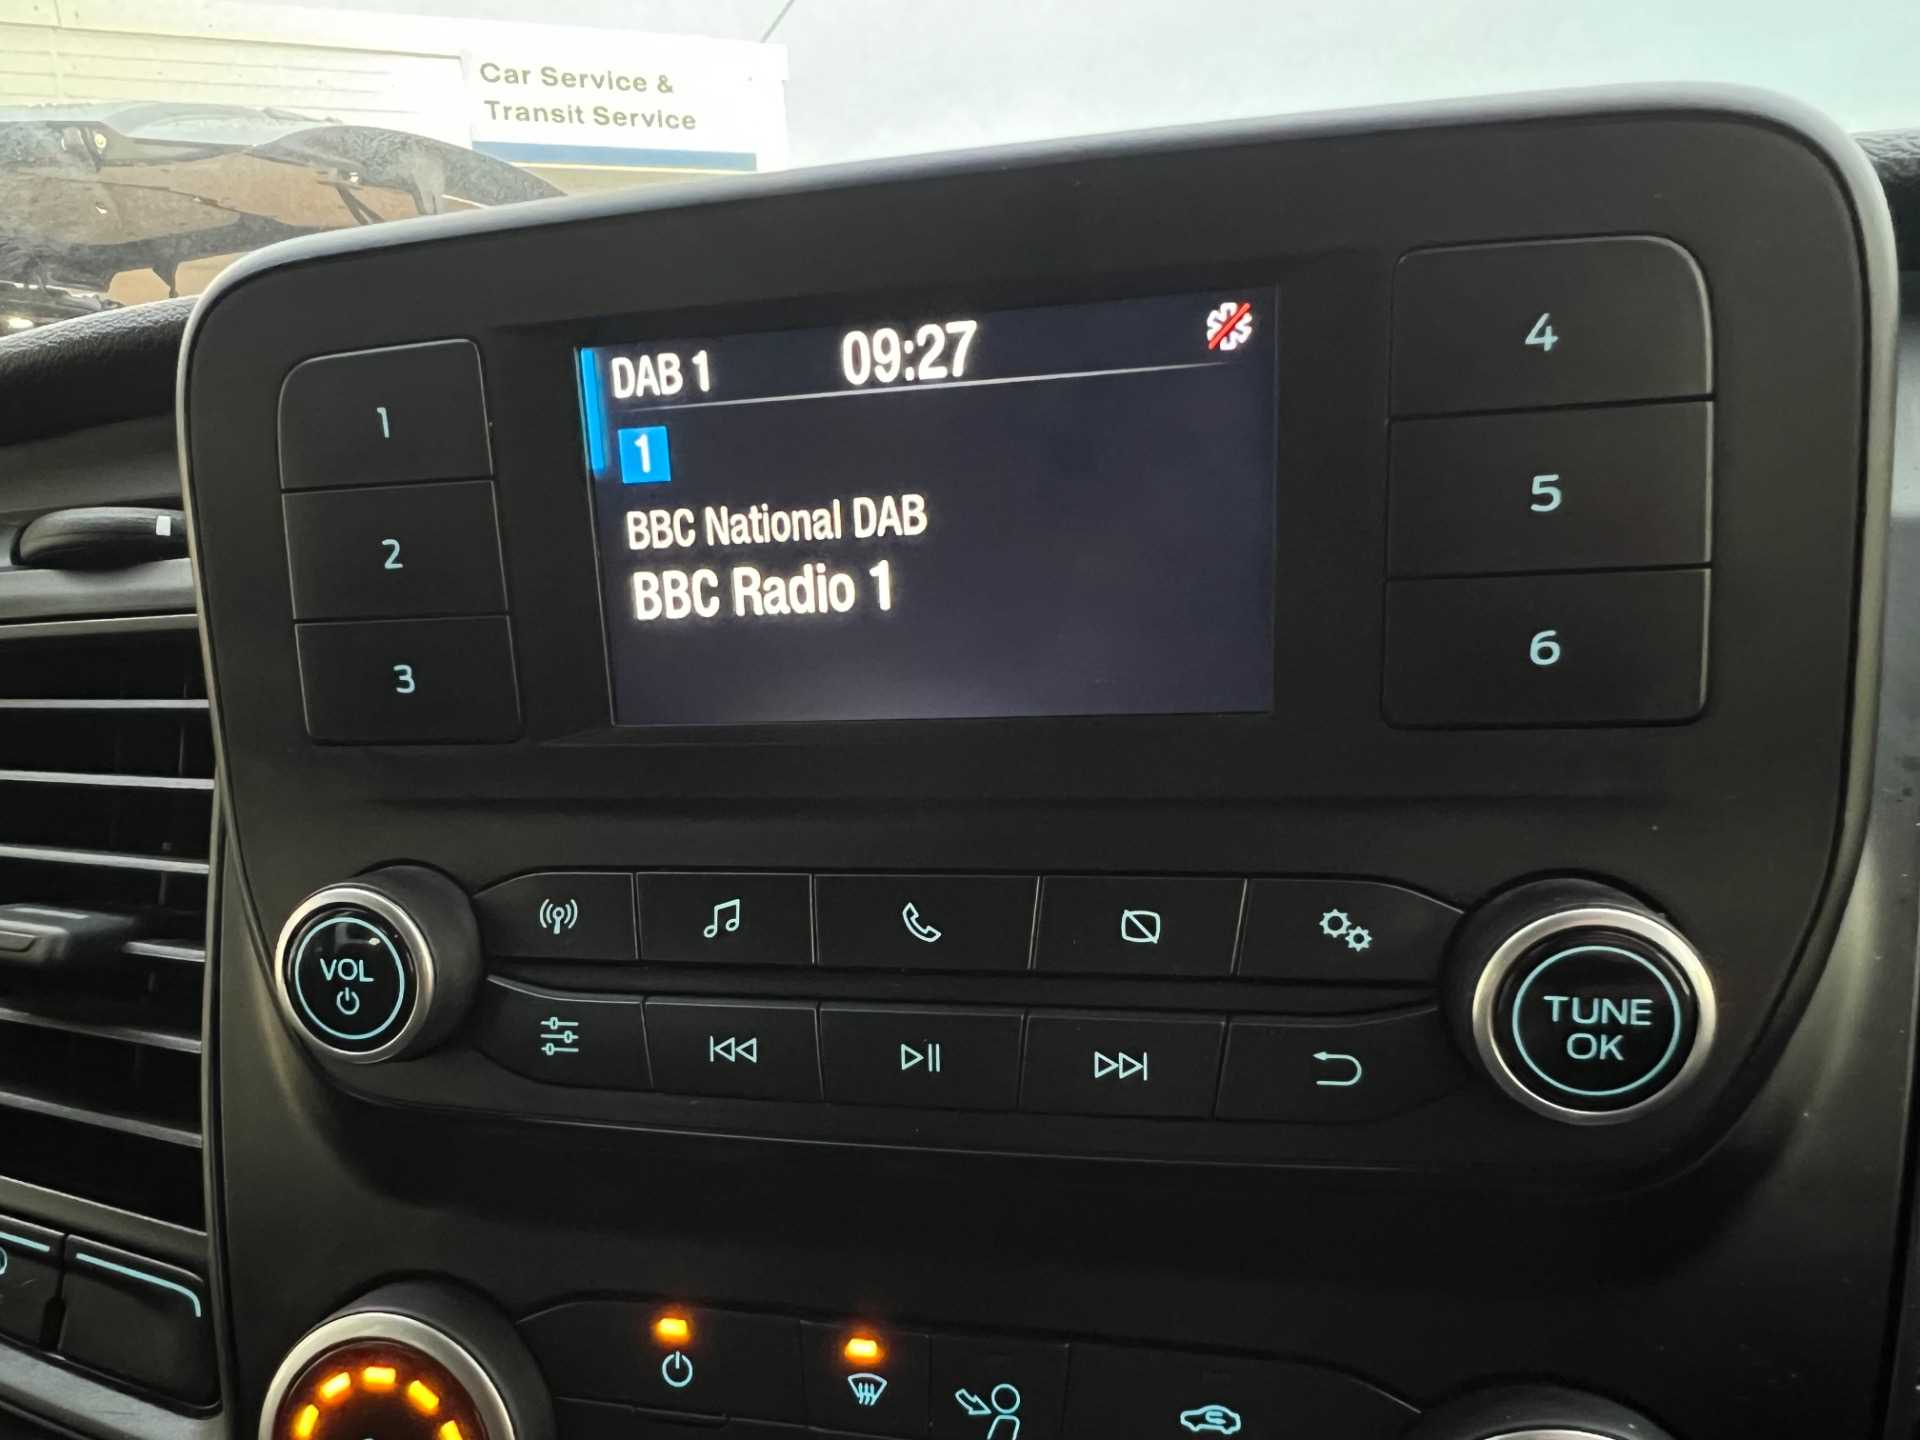 Car Service &
Transit Service
DAB 1 09:27
1
BBC National DAB
BBC Radio 1
1
2
3
4
5
6
VOL
TUNE
OK